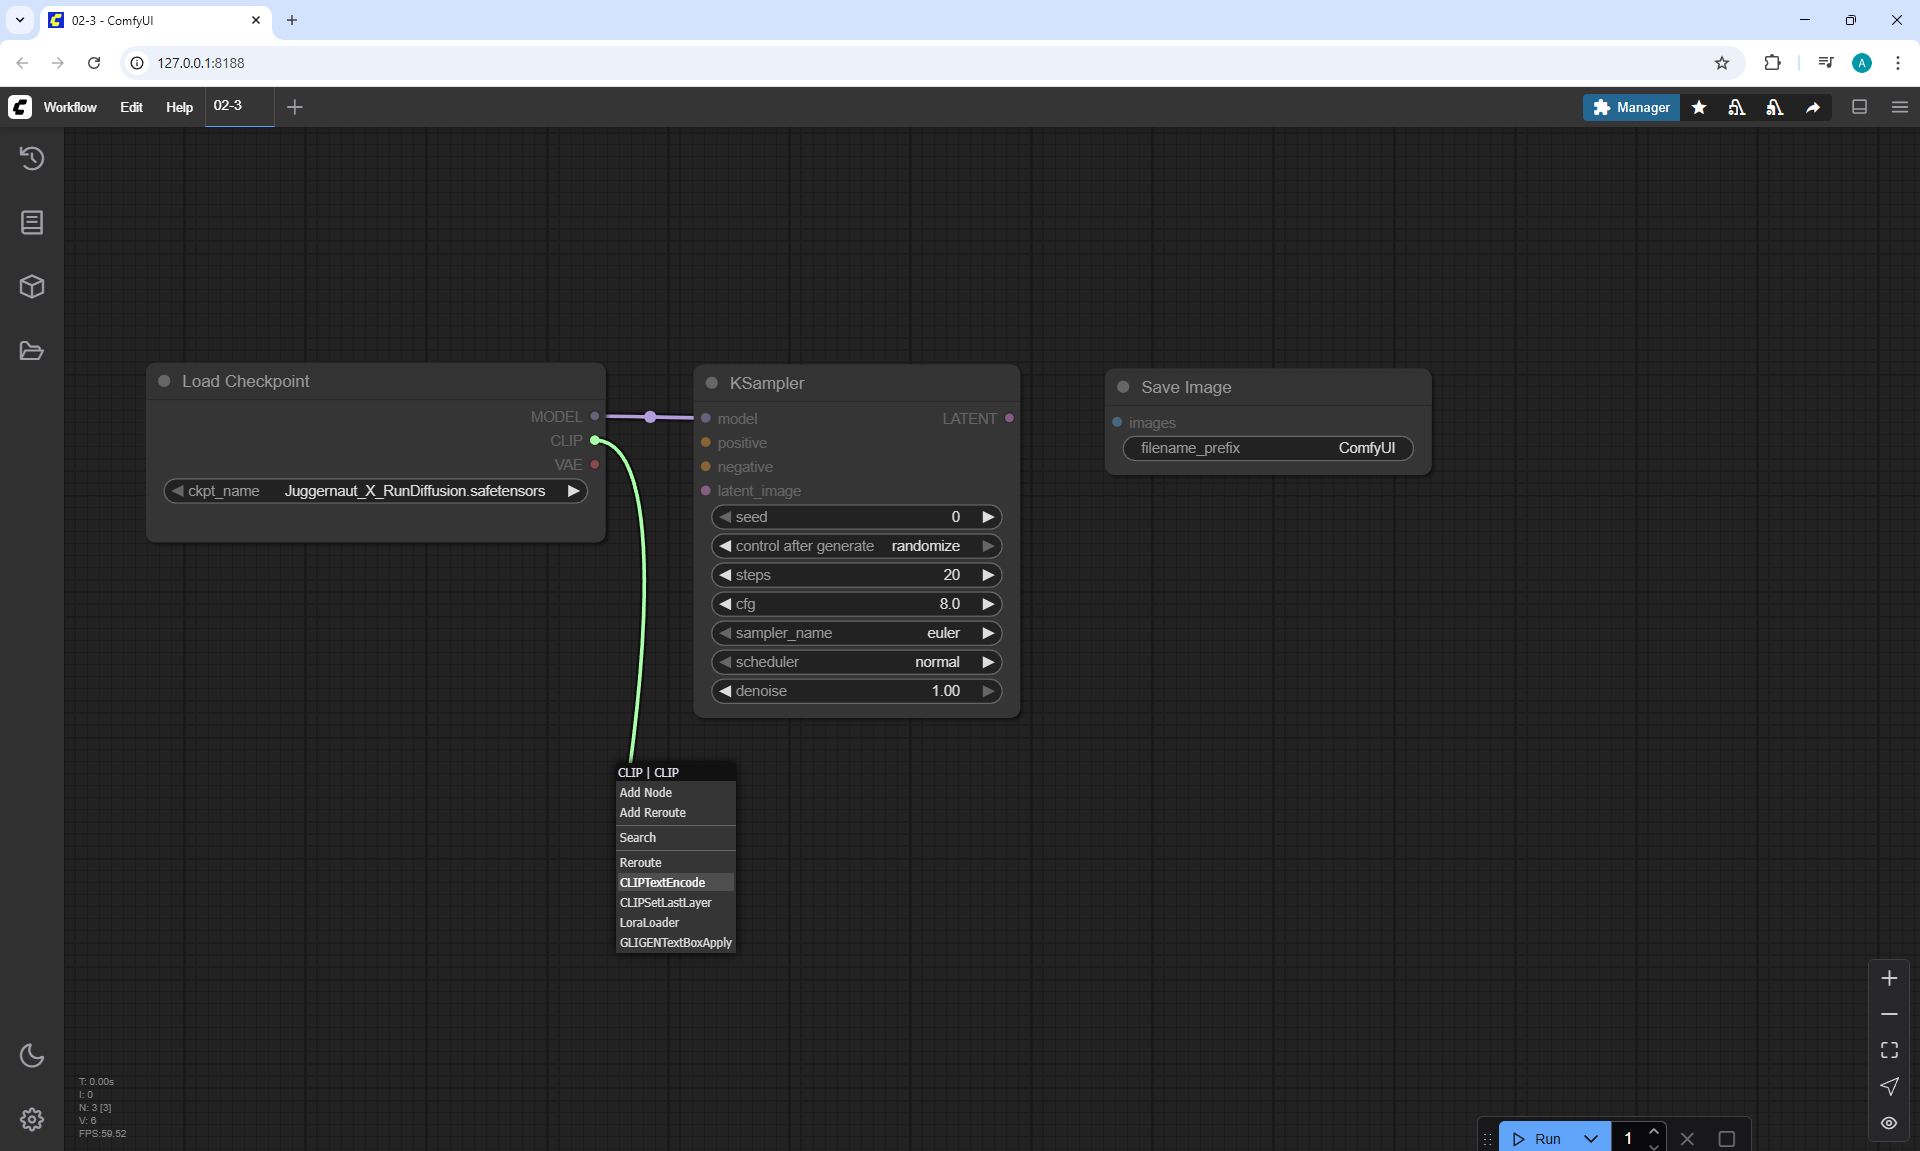 02-3 - ComfyUI
127.0.0.1:8188
A
Workflow Edit Help 02-3
Manager
Load Checkpoint
MODEL
CLIP
VAE
ckpt_name Juggernaut_X_RunDiffusion.safetensors
KSampler
model LATENT
positive
negative
latent_image
seed 0
control after generate randomize
steps 20
cfg 8.0
sampler_name euler
scheduler normal
denoise 1.00
Save Image
images
filename_prefix ComfyUI
CLIP | CLIP
Add Node
Add Reroute
Search
Reroute
CLIPTextEncode
CLIPSetLastLayer
LoraLoader
GLIGENTextBoxApply
T: 0.00s
I: 0
N: 3 [3]
V: 6
FPS:59.52
Run 1